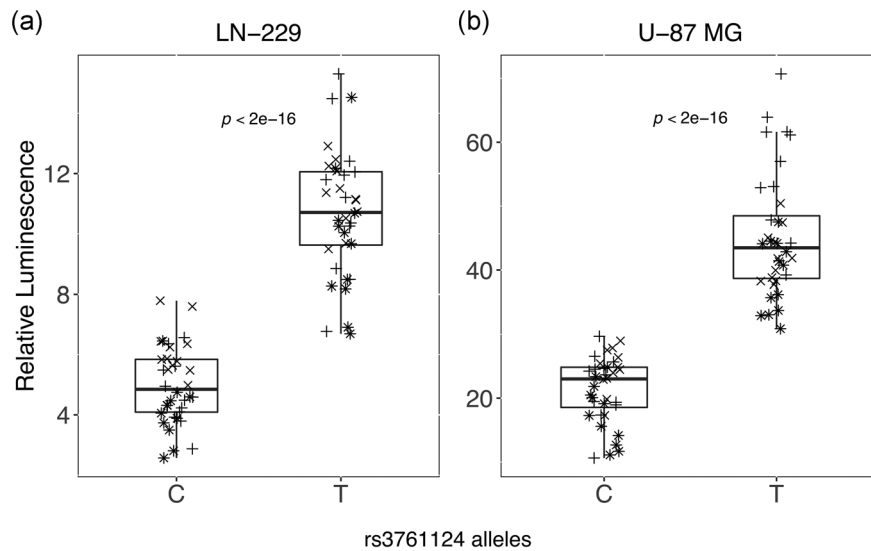 (a)
LN−229
Relative Luminescence
12
8
4
p < 2e−16
C
T
(b)
U−87 MG
60
40
20
p < 2e−16
C
T
rs3761124 alleles